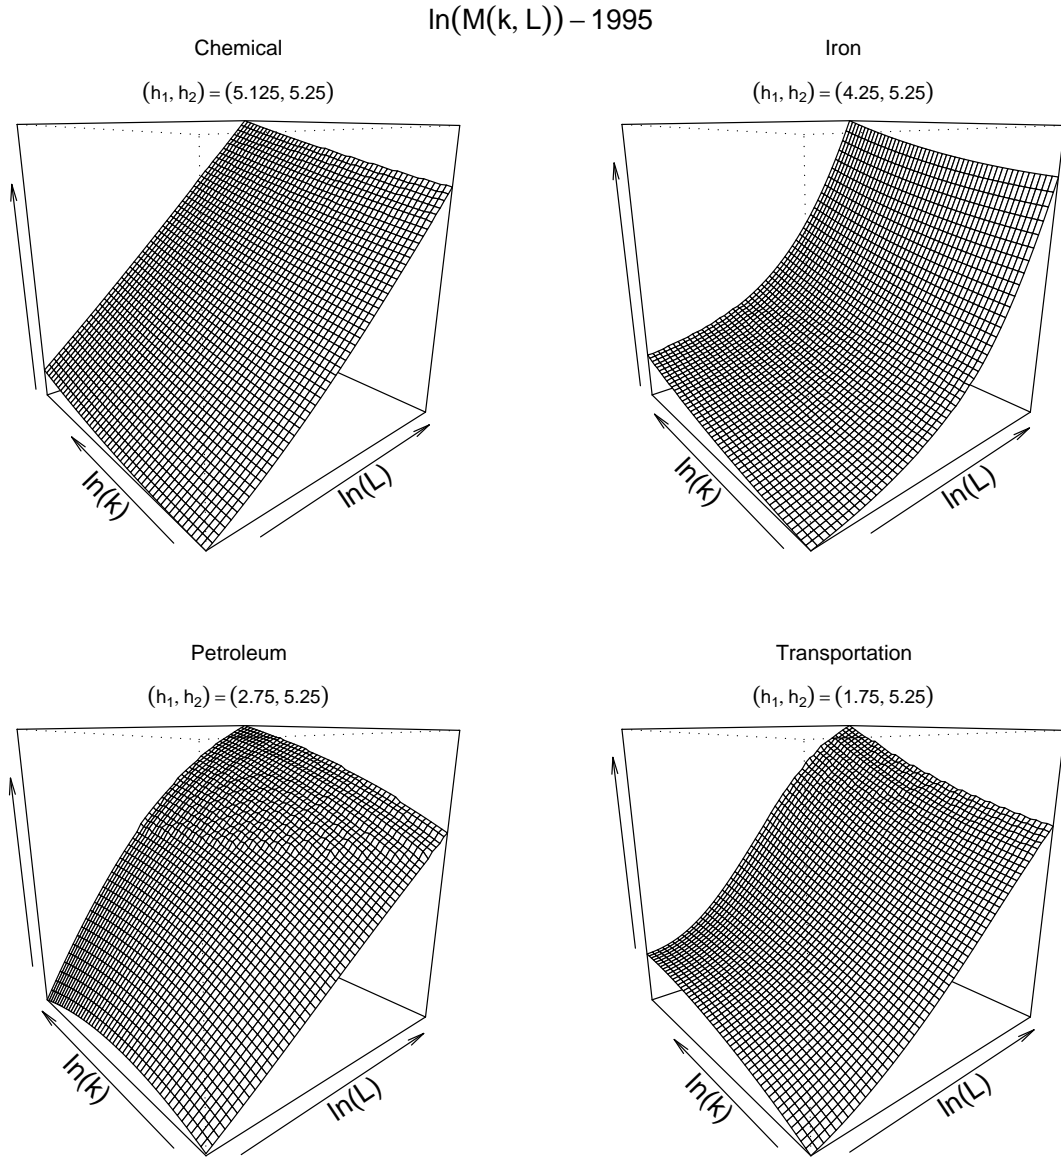 ln(M(k, L)) – 1995
Chemical
(h₁, h₂) = (5.125, 5.25)
ln(k)
ln(L)
Iron
(h₁, h₂) = (4.25, 5.25)
ln(k)
ln(L)
Petroleum
(h₁, h₂) = (2.75, 5.25)
ln(k)
ln(L)
Transportation
(h₁, h₂) = (1.75, 5.25)
ln(k)
ln(L)